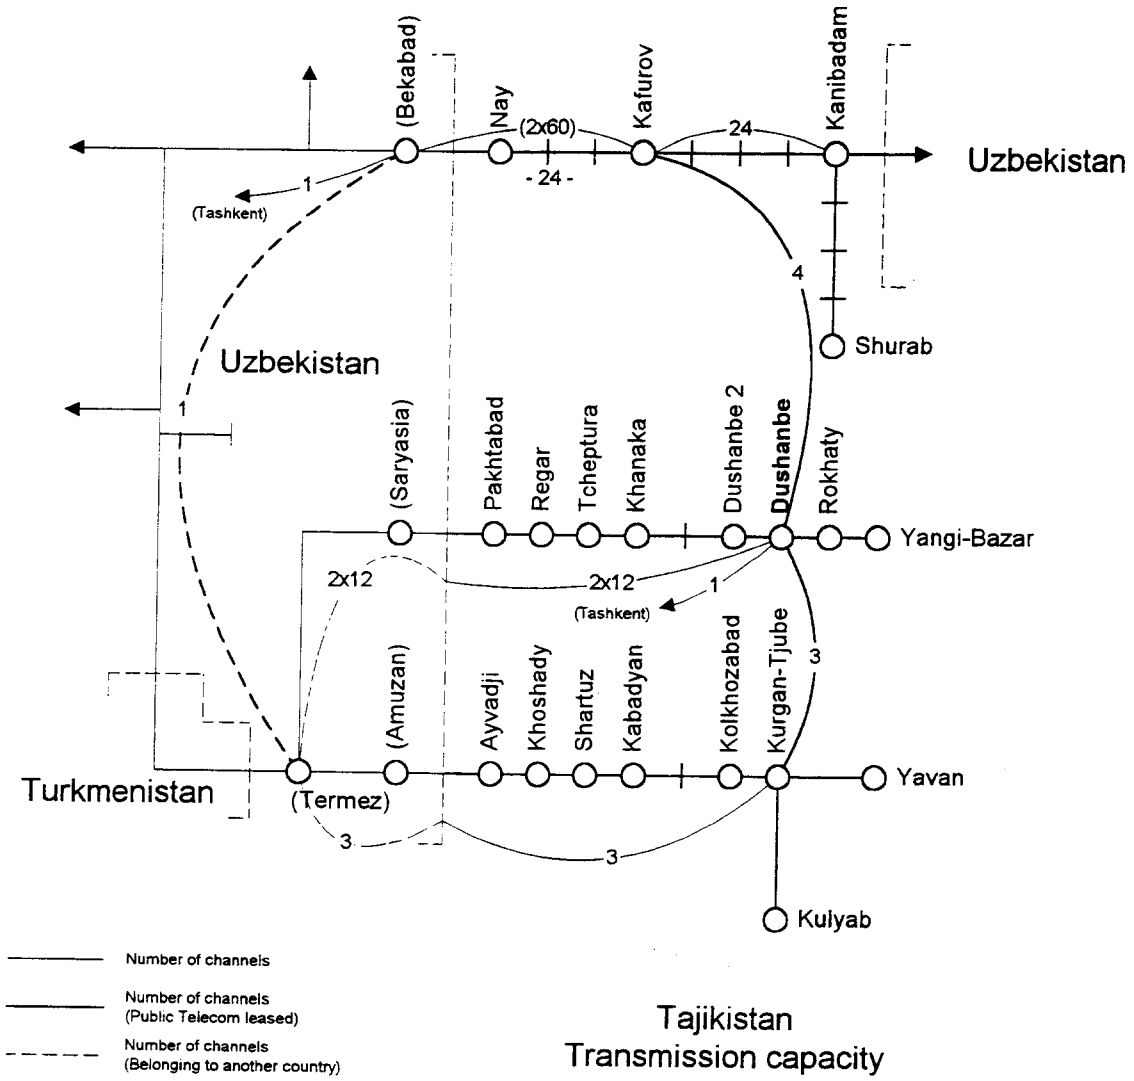 (Bekabad)
Nay
Kafurov
Kanibadam
(2x60)
24
- 24 -
Uzbekistan
1
(Tashkent)
4
Shurab
Uzbekistan
1
(Saryasia)
Pakhtabad
Regar
Tcheptura
Khanaka
Dushanbe 2
Dushanbe
Rokhaty
Yangi-Bazar
2x12
2x12
1
(Tashkent)
3
(Amuzan)
Ayvadji
Khoshady
Shartuz
Kabadyan
Kolkhozabad
Kurgan-Tjube
Yavan
Turkmenistan
(Termez)
3
3
Kulyab
Number of channels
Number of channels
(Public Telecom leased)
Number of channels
(Belonging to another country)
Tajikistan
Transmission capacity